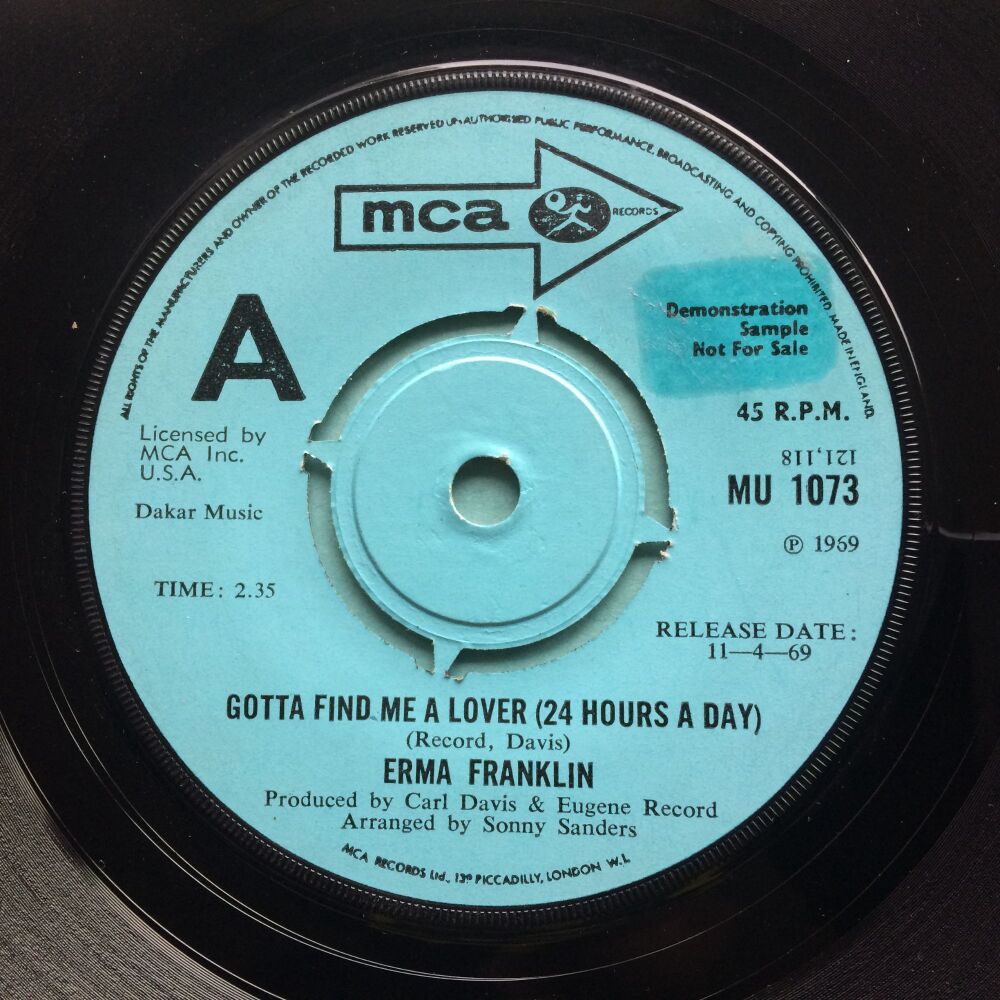 ALL RIGHTS OF THE MANUFACTURERS AND OWNER OF THE RECORDED WORK RESERVED UNAUTHORISED PUBLIC PERFORMANCE, BROADCASTING AND COPYING PROHIBITED. MADE IN ENGLAND.
mca RECORDS
A
Demonstration
Sample
Not For Sale
45 R.P.M.
Licensed by
MCA Inc.
U.S.A.
121,118
MU 1073
Dakar Music
℗ 1969
TIME: 2.35
RELEASE DATE:
11—4—69
GOTTA FIND ME A LOVER (24 HOURS A DAY)
(Record, Davis)
ERMA FRANKLIN
Produced by Carl Davis & Eugene Record
Arranged by Sonny Sanders
MCA RECORDS Ltd., 139 PICCADILLY, LONDON W.1.